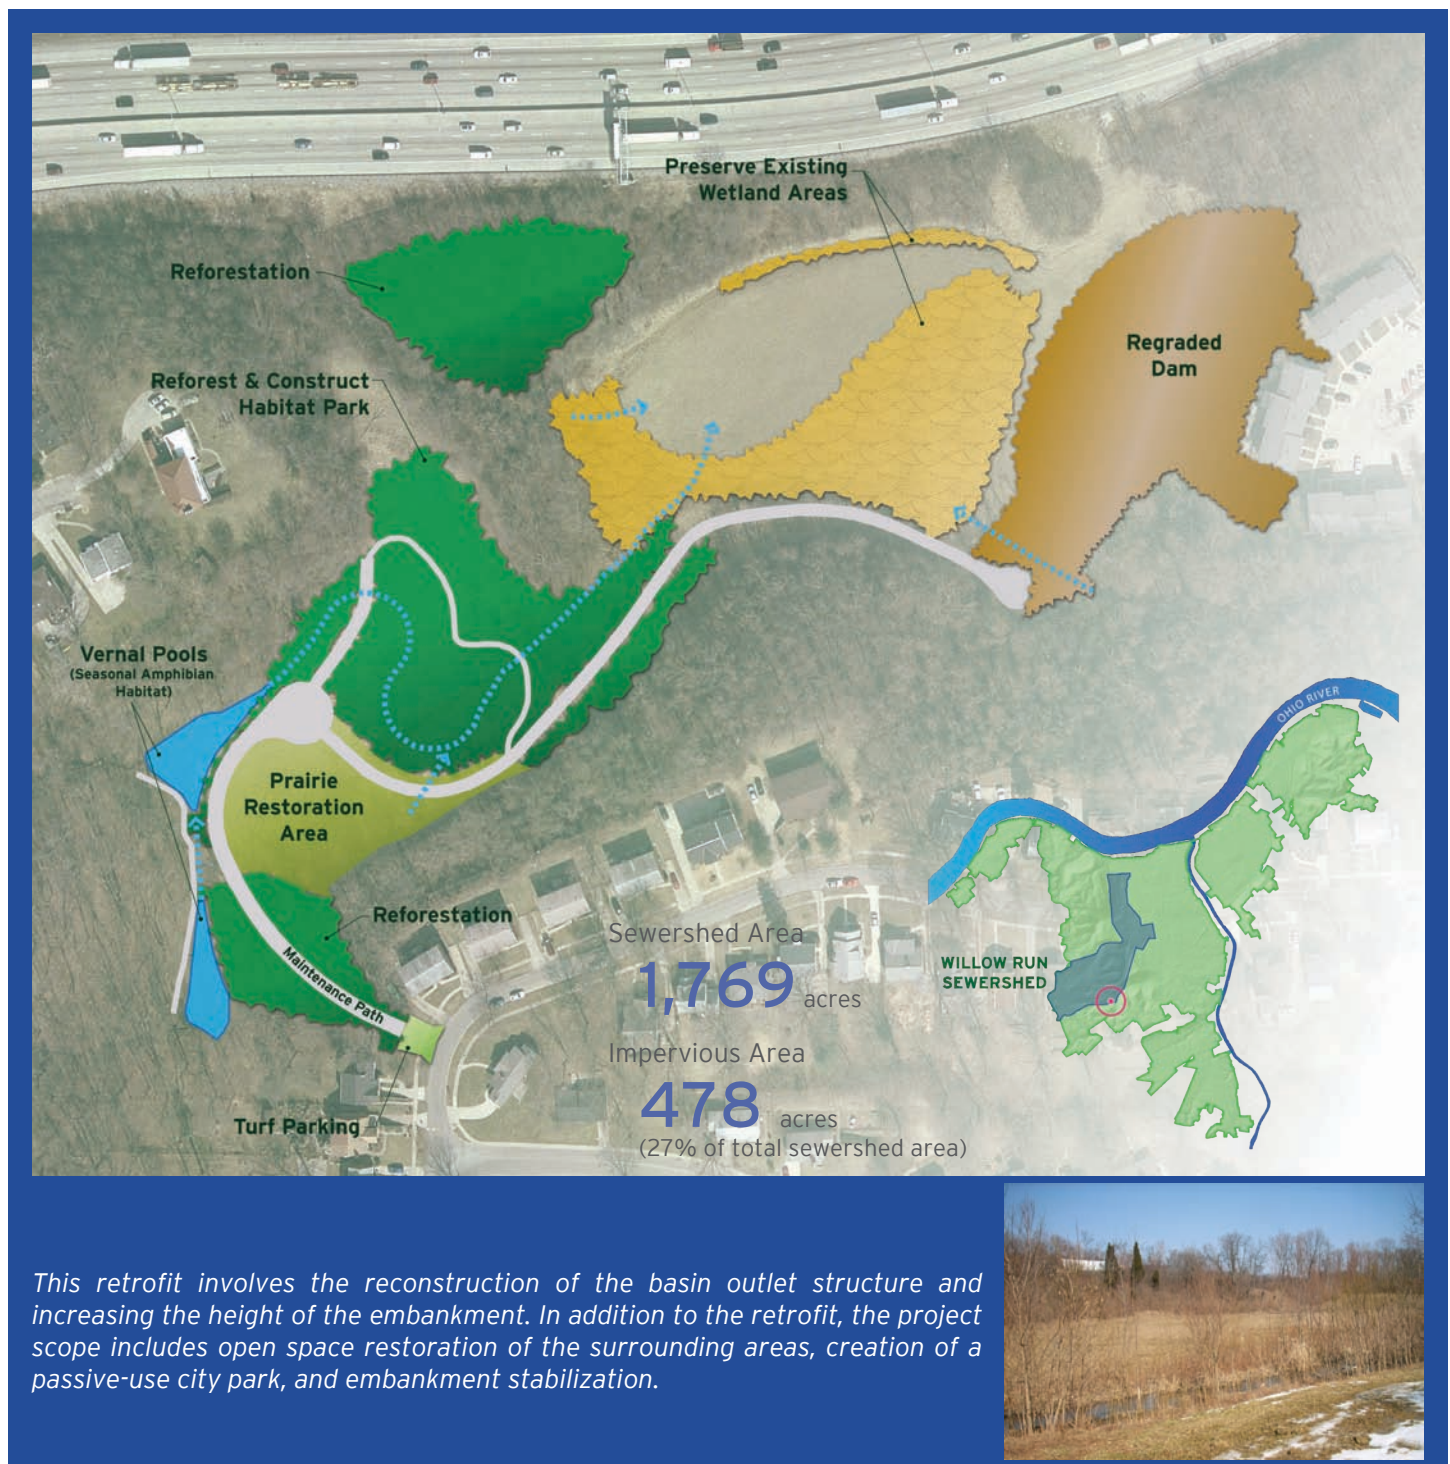 Preserve Existing
Wetland Areas
Reforestation
Regraded
Dam
Reforest & Construct
Habitat Park
Vernal Pools
(Seasonal Amphibian
Habitat)
OHIO RIVER
Prairie
Restoration
Area
Reforestation
Maintenance Path
Turf Parking
Sewershed Area
1,769 acres
Impervious Area
478 acres
(27% of total sewershed area)
WILLOW RUN
SEWERSHED
This retrofit involves the reconstruction of the basin outlet structure and
increasing the height of the embankment. In addition to the retrofit, the project
scope includes open space restoration of the surrounding areas, creation of a
passive-use city park, and embankment stabilization.